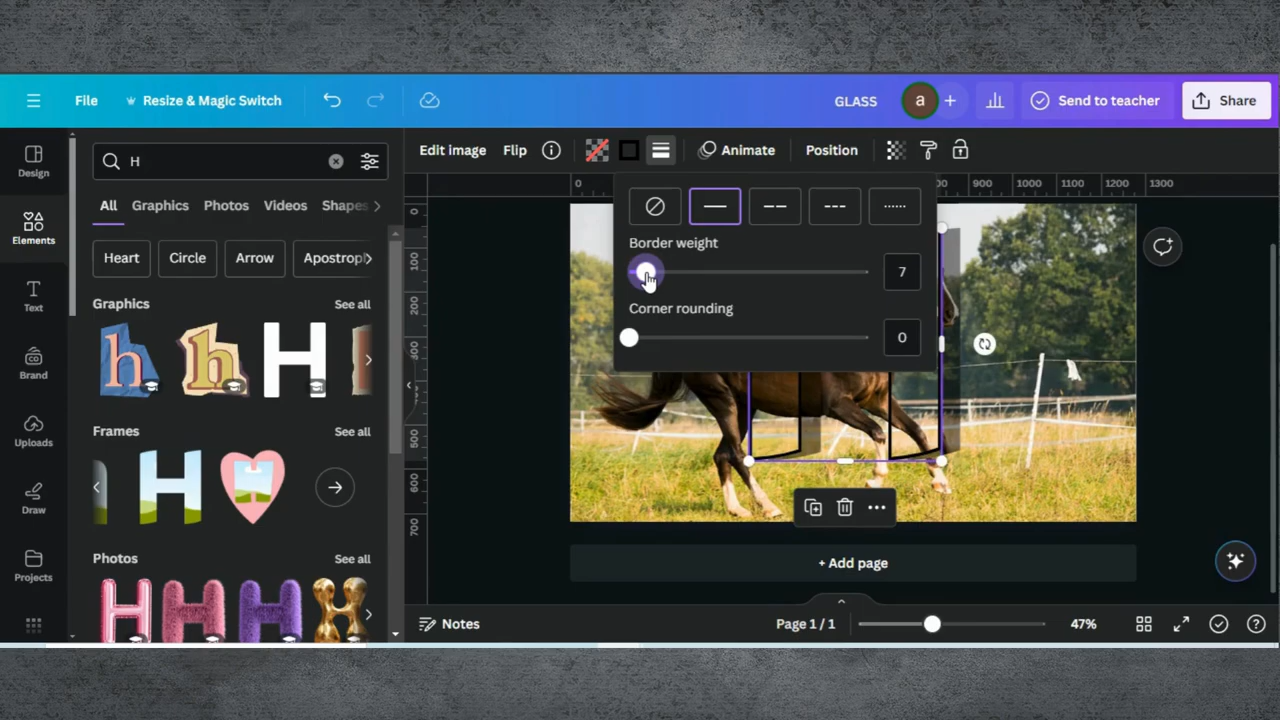 File
Resize & Magic Switch
GLASS
a
Send to teacher
Share
Design
Elements
Text
Brand
Uploads
Draw
Projects
H
All Graphics Photos Videos Shapes
Heart Circle Arrow Apostroph
Graphics See all
Frames See all
Photos See all
Edit image Flip Animate Position
0 900 1000 1100 1200 1300
Border weight
7
Corner rounding
0
0
100
200
300
500
600
700
+ Add page
Notes
Page 1 / 1
47%